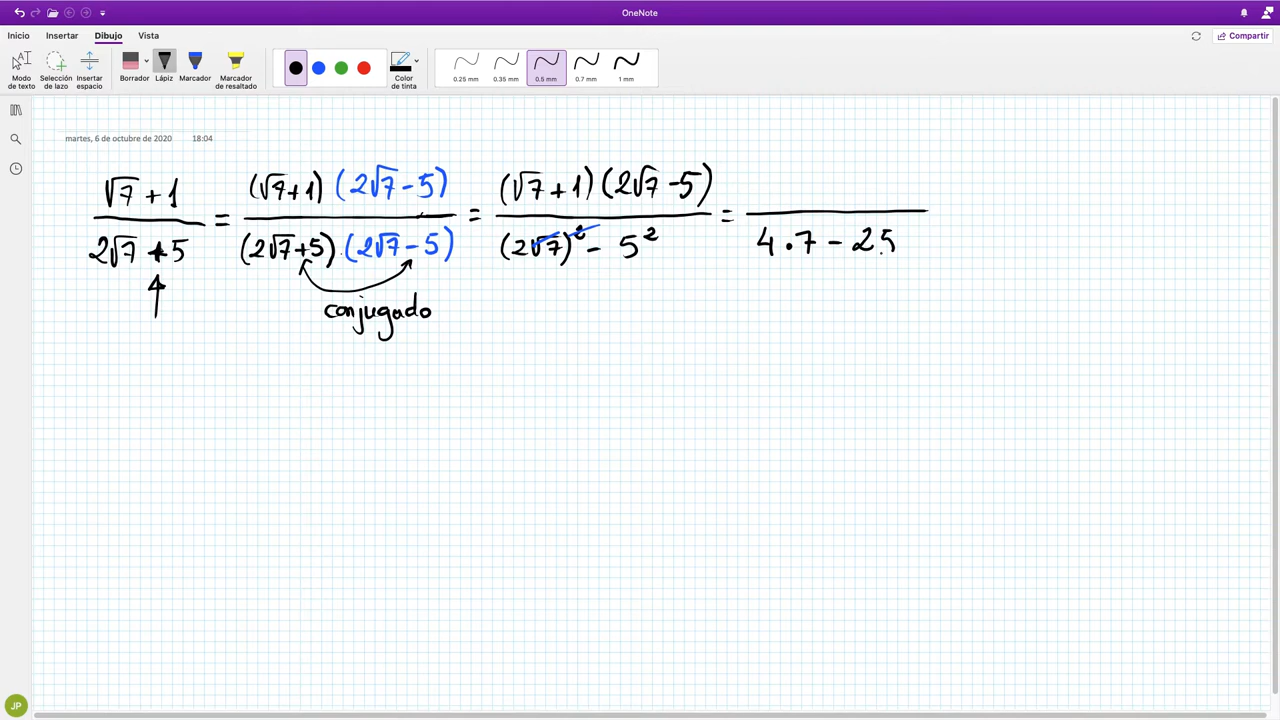 OneNote
Inicio Insertar Dibujo Vista
Compartir
Modo de texto
Selección de lazo
Insertar espacio
Borrador
Lápiz
Marcador
Marcador de resaltado
Color de tinta
0.25 mm 0.35 mm 0.5 mm 0.7 mm 1 mm
martes, 6 de octubre de 2020 18:04
√7 + 1 / 2√7 + 5 = (√7+1) (2√7 - 5) / (2√7+5) · (2√7 - 5) = (√7 + 1) (2√7 - 5) / (2√7)² - 5² = / 4 · 7 - 25
conjugado
JP